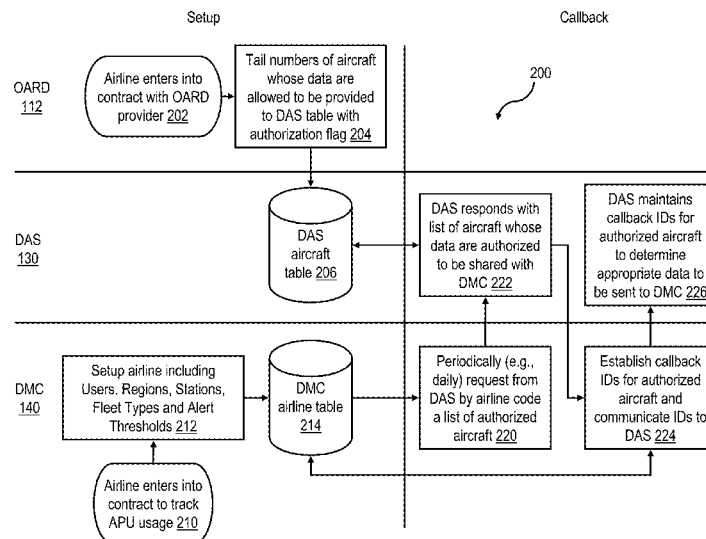 Setup
Callback
OARD
112
Airline enters into
contract with OARD
provider 202
Tail numbers of aircraft
whose data are
allowed to be provided
to DAS table with
authorization flag 204
200
DAS
130
DAS
aircraft
table 206
DAS responds with
list of aircraft whose
data are authorized
to be shared with
DMC 222
DAS maintains
callback IDs for
authorized aircraft
to determine
appropriate data to
be sent to DMC 226
DMC
140
Setup airline including
Users, Regions, Stations,
Fleet Types and Alert
Thresholds 212
DMC
airline table
214
Periodically (e.g.,
daily) request from
DAS by airline code
a list of authorized
aircraft 220
Establish callback
IDs for authorized
aircraft and
communicate IDs to
DAS 224
Airline enters into
contract to track
APU usage 210